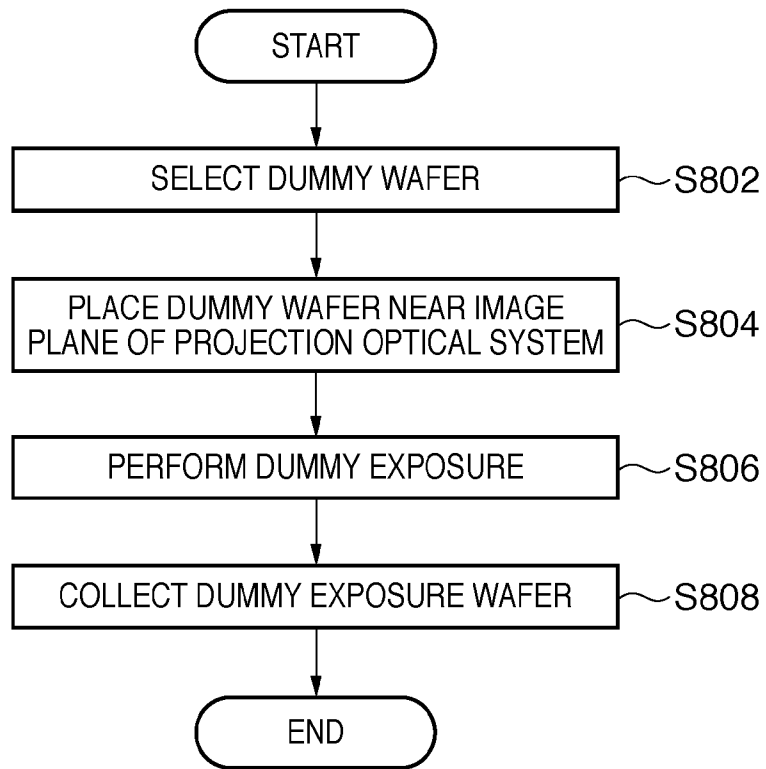 START
SELECT DUMMY WAFER
S802
PLACE DUMMY WAFER NEAR IMAGE
PLANE OF PROJECTION OPTICAL SYSTEM
S804
PERFORM DUMMY EXPOSURE
S806
COLLECT DUMMY EXPOSURE WAFER
S808
END